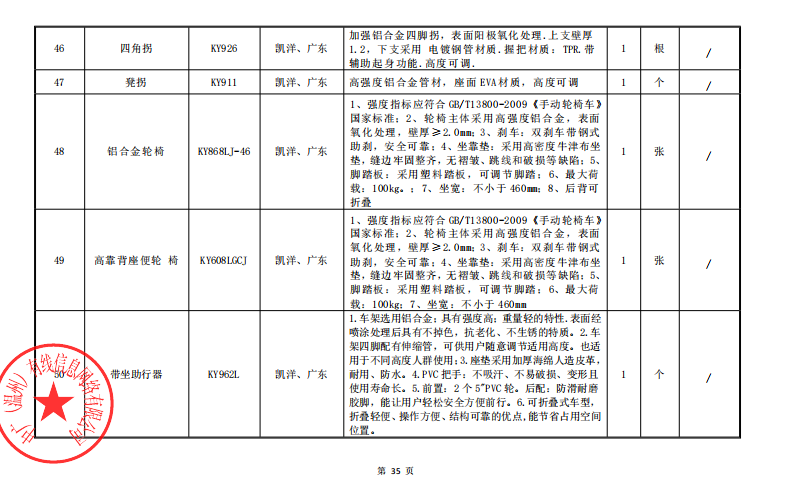 46 四角拐 KY926 凯洋、广东 加强铝合金四脚拐，表面阳极氧化处理.上支壁厚
1.2，下支采用 电镀钢管材质.握把材质：TPR.带
辅助起身功能.高度可调. 1 根 /
47 凳拐 KY911 凯洋、广东 高强度铝合金管材，座面EVA材质，高度可调 1 个 /
48 铝合金轮椅 KY868LJ-46 凯洋、广东 1、强度指标应符合 GB/T13800-2009《手动轮椅车》
国家标准；2、轮椅主体采用高强度铝合金，表面
氧化处理，壁厚≥2.0mm；3、刹车：双刹车带钢式
助刹，安全可靠；4、坐靠垫：采用高密度牛津布坐
垫，缝边牢固整齐，无褶皱、跳线和破损等缺陷；5、
脚踏板：采用塑料踏板，可调节脚踏；6、最大荷
载：100kg。；7、坐宽：不小于460mm；8、后背可
折叠 1 张 /
49 高靠背座便轮 椅 KY608LGCJ 凯洋、广东 1、强度指标应符合 GB/T13800-2009《手动轮椅车》
国家标准；2、轮椅主体采用高强度铝合金，表面
氧化处理，壁厚≥2.0mm；3、刹车：双刹车带钢式
助刹，安全可靠；4、坐靠垫：采用高密度牛津布坐
垫，缝边牢固整齐，无褶皱、跳线和破损等缺陷；5、
脚踏板：采用塑料踏板，可调节脚踏；6、最大荷
载：100kg；7、坐宽：不小于460mm 1 张 /
50 带坐助行器 KY962L 凯洋、广东 1.车架选用铝合金；具有强度高；重量轻的特性.表面经
喷涂处理后具有不掉色，抗老化、不生锈的特质。2.车
架四脚配有伸缩管，可供用户随意调节适用高度。也适
用于不同高度人群使用；3.座垫采用加厚海绵人造皮革，
耐用、防水。4.PVC把手：不吸汗、不易破损、变形且
使用寿命长。5.前置：2个5"PVC轮。后配：防滑耐磨
胶脚，能让用户轻松安全方便前行。6.可折叠式车型，
折叠轻便、操作方便、结构可靠的优点,能节省占用空间
位置。 1 个 /
中广（温州）有线信息网络有限公司
第 35 页